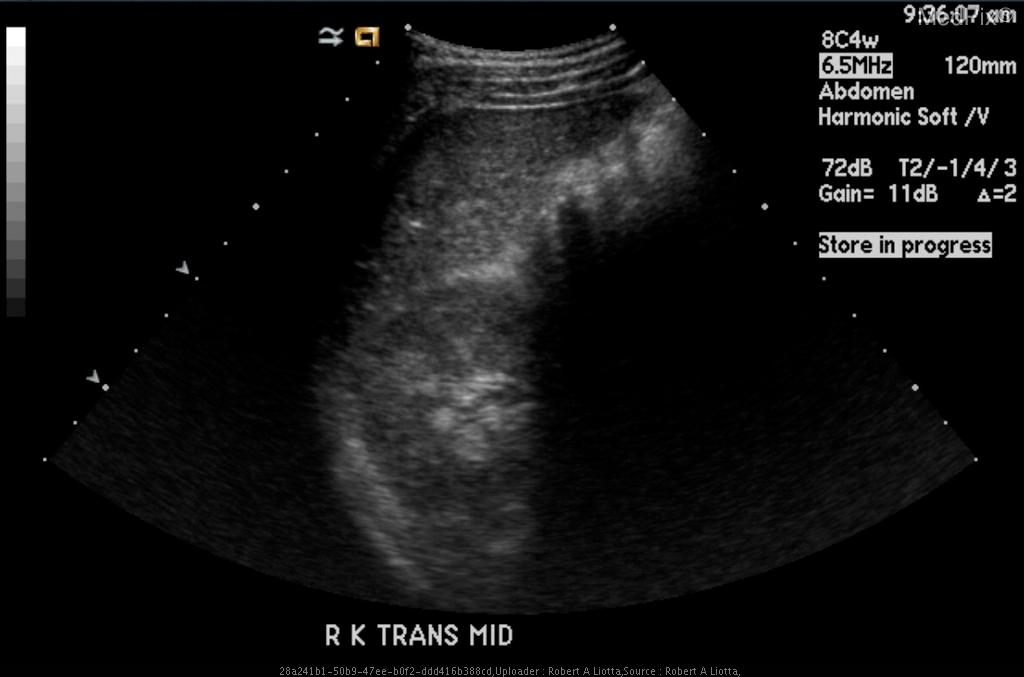 9:36:07 am
MedPix®
8C4w
6.5MHz 120mm
Abdomen
Harmonic Soft /V
72dB T2/-1/4/3
Gain= 11dB ▵=2
Store in progress
R K TRANS MID
28a241b1-50b9-47ee-b0f2-ddd416b388cd,Uploader : Robert A Liotta,Source : Robert A Liotta,